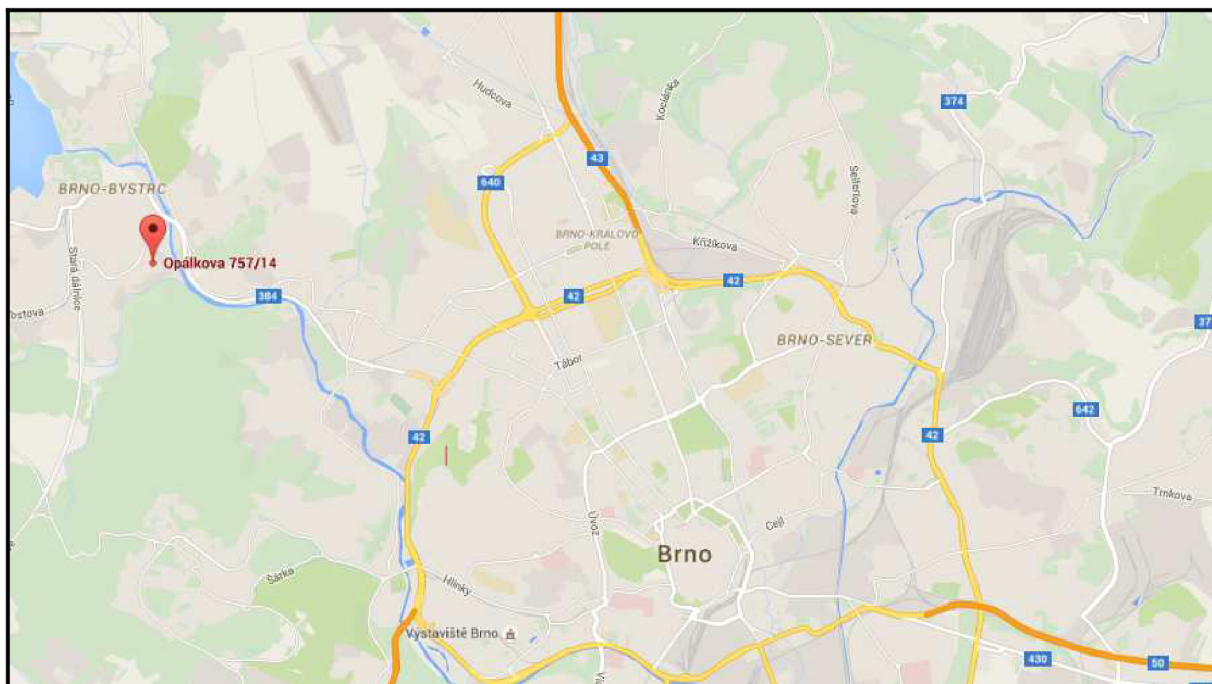 Hudcova
Kociánka
374
43
640
BRNO-BYSTRC
Seifertova
BRNO-KRÁLOVO
POLE
Křižíkova
Opálkova 757/14
Stará dálnice
384
42
42
BRNO-SEVER
Tábor
642
42
42
Trnkova
Úvoz
Cejl
Brno
Šárka
Hlinky
Výstaviště Brno
430
50